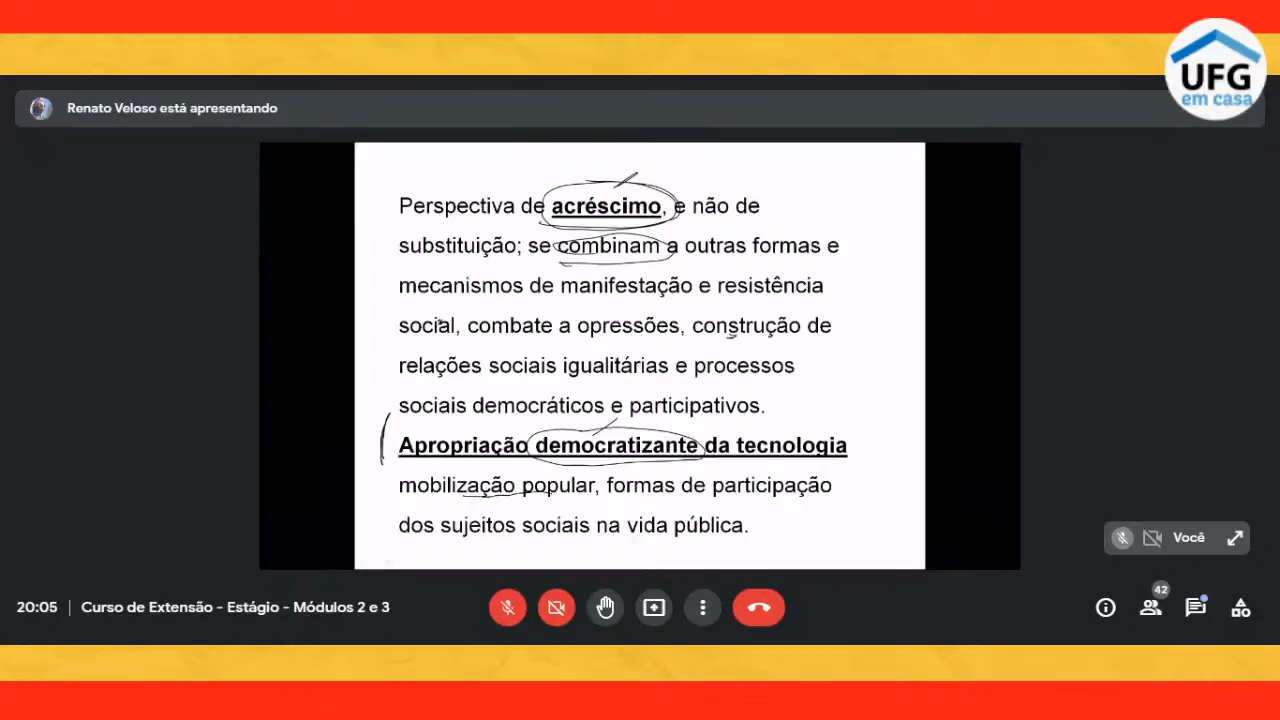 UFG
em casa
Renato Veloso está apresentando
Perspectiva de acréscimo, e não de
substituição; se combinam a outras formas e
mecanismos de manifestação e resistência
social, combate a opressões, construção de
relações sociais igualitárias e processos
sociais democráticos e participativos.
Apropriação democratizante da tecnologia
mobilização popular, formas de participação
dos sujeitos sociais na vida pública.
Você
20:05 | Curso de Extensão - Estágio - Módulos 2 e 3
42